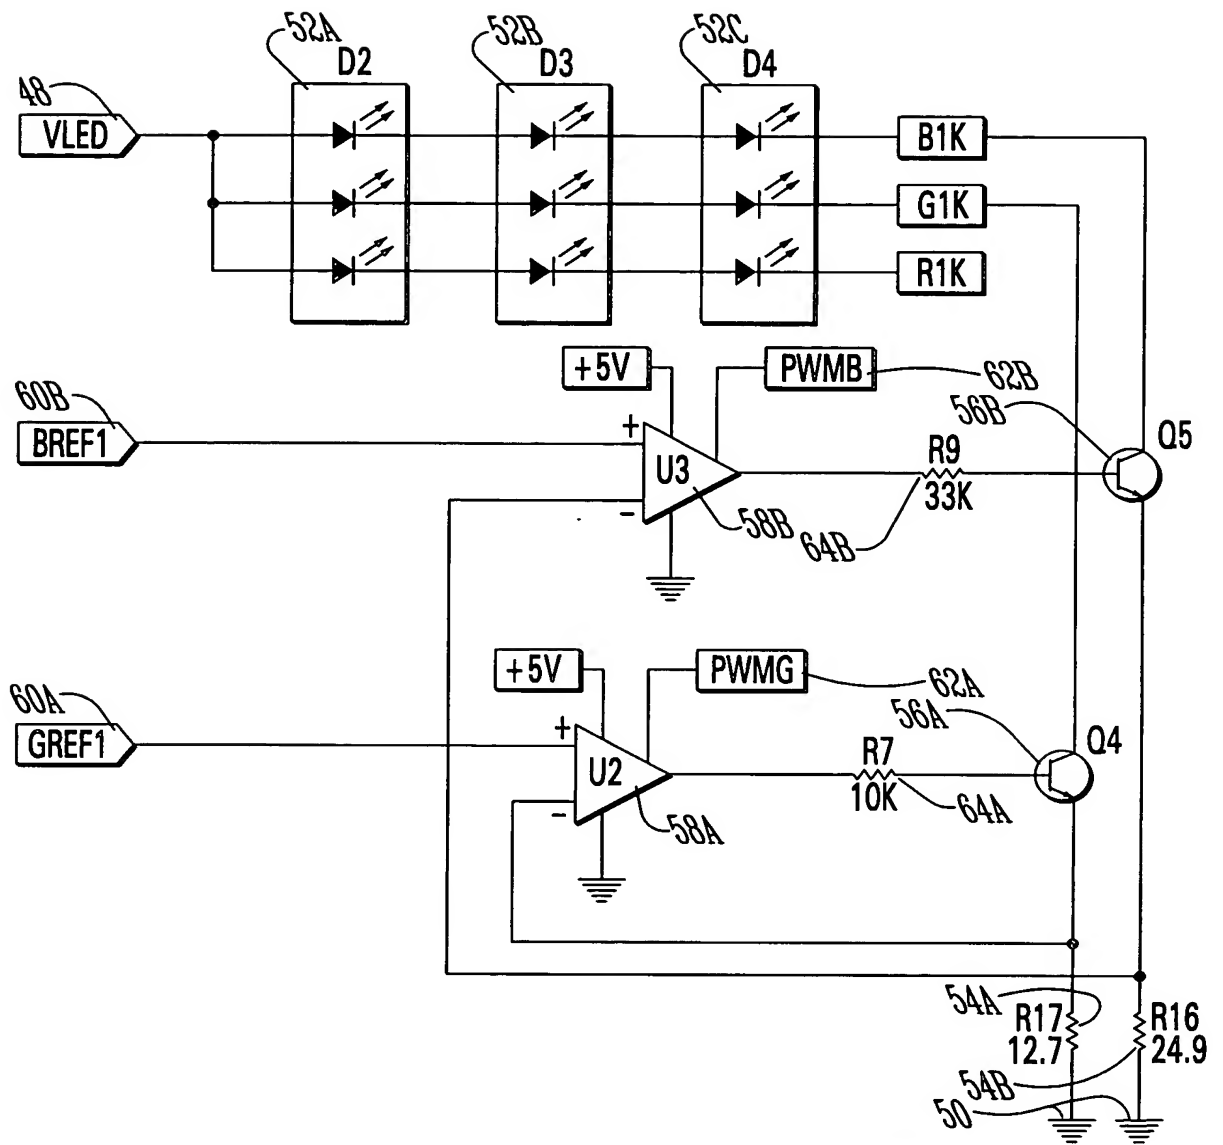 52A
D2
52B
D3
52C
D4
48
VLED
B1K
G1K
R1K
+5V
PWMB
62B
60B
BREF1
+
U3
-
58B
R9
33K
64B
56B
Q5
+5V
PWMG
62A
60A
GREF1
+
U2
-
58A
R7
10K
64A
56A
Q4
54A
R17
12.7
R16
24.9
54B
50